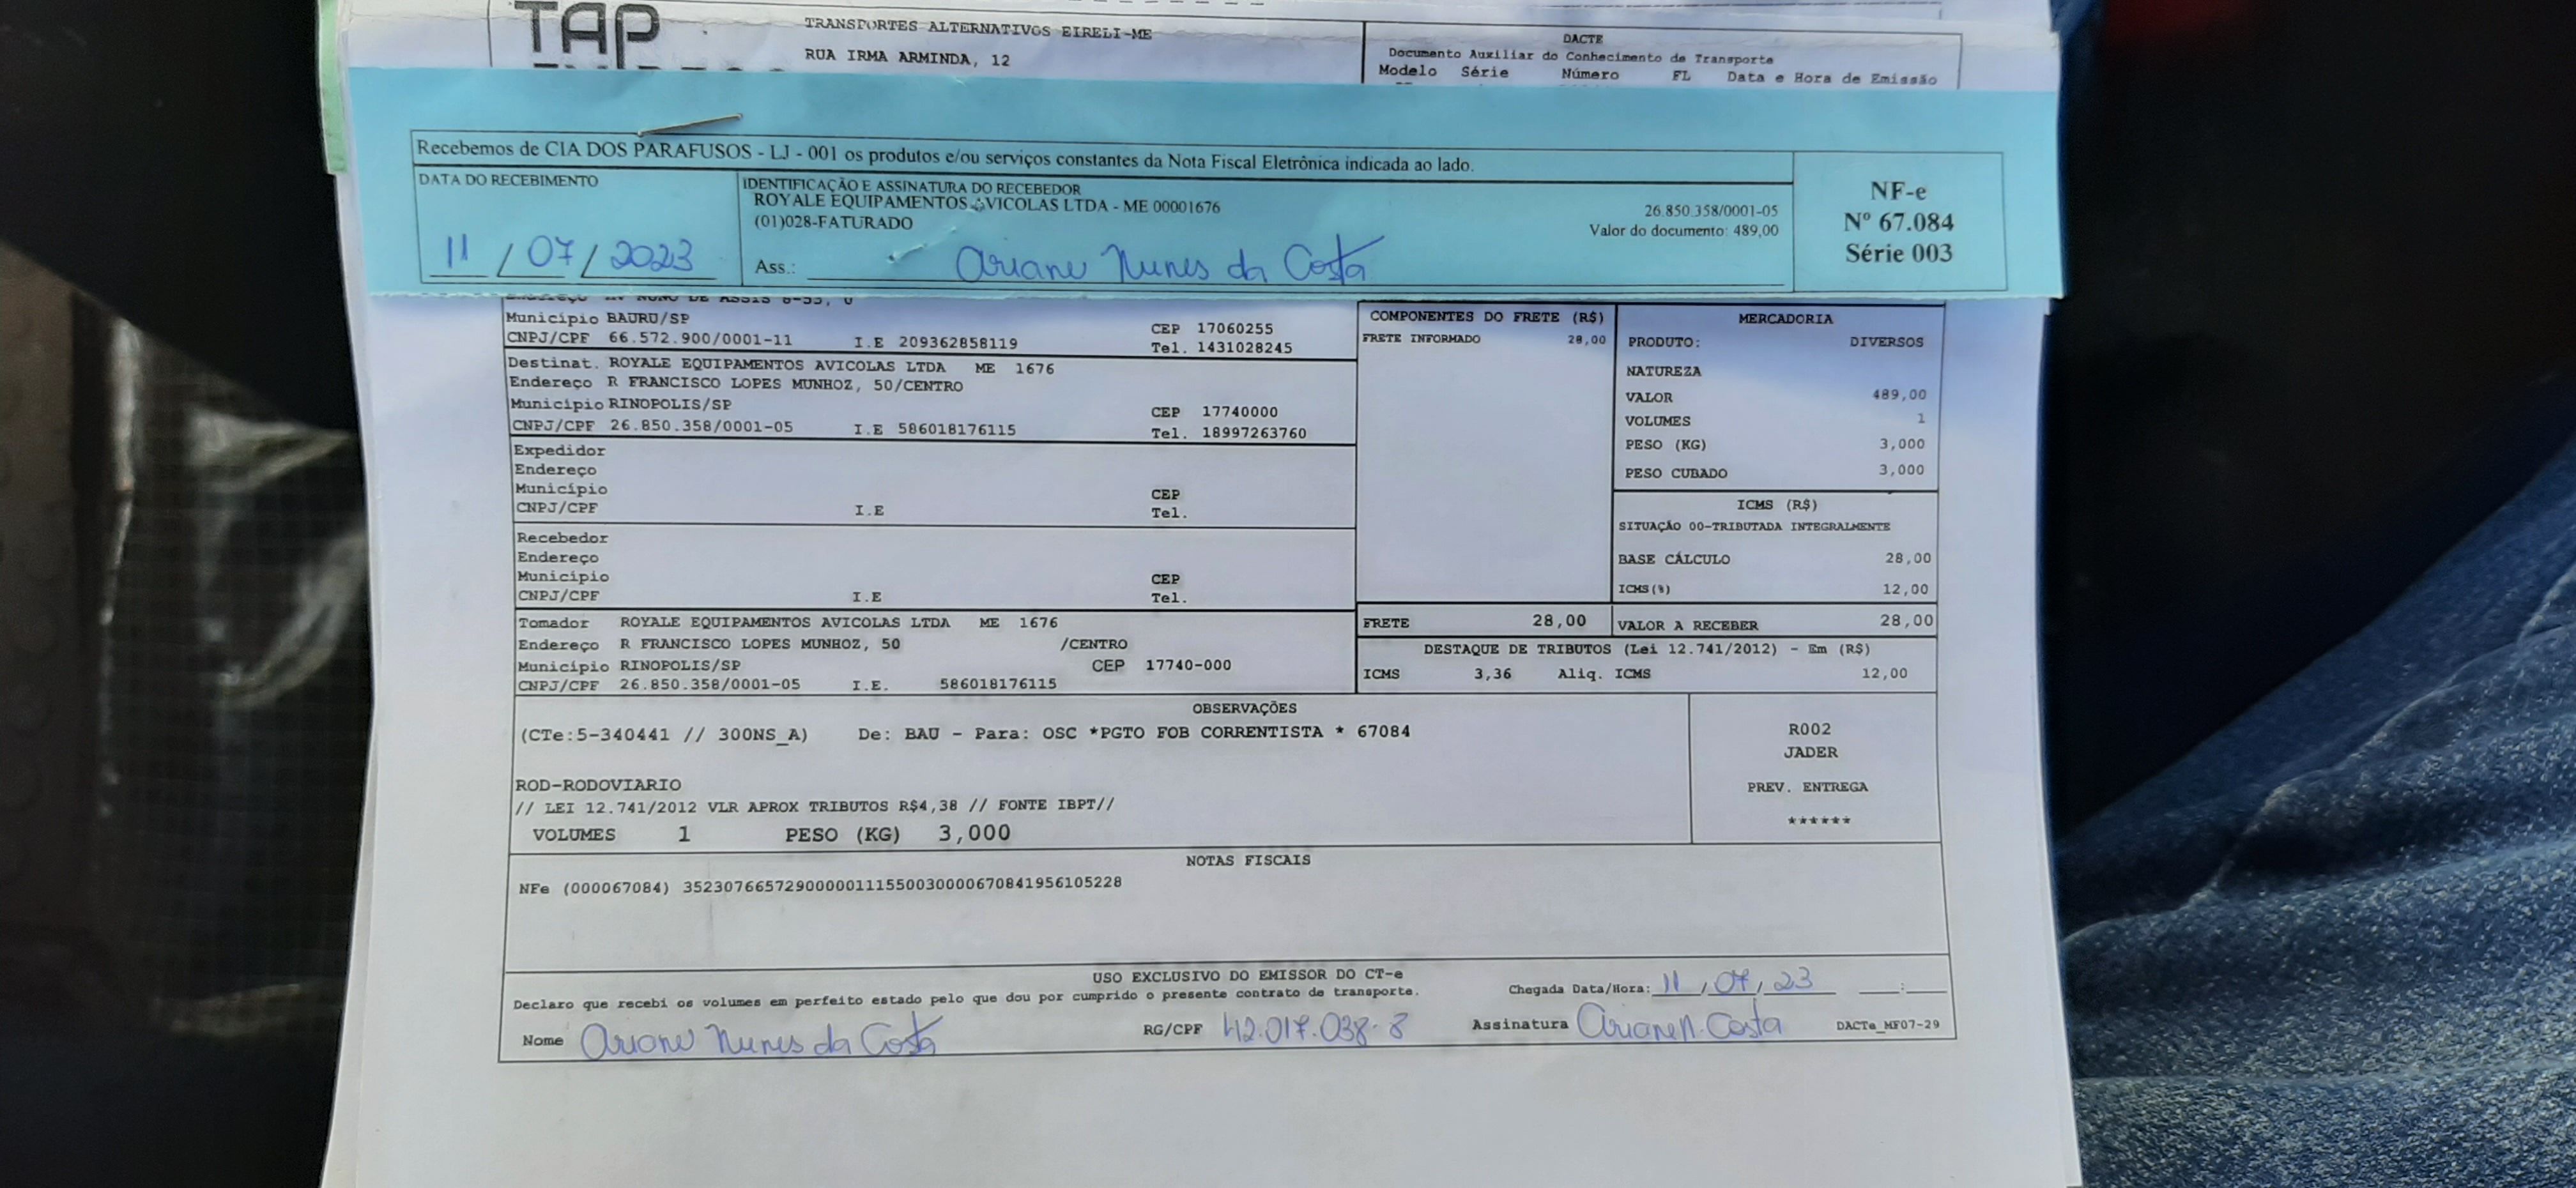 TAP
TRANSPORTES ALTERNATIVOS EIRELI-ME
RUA IRMA ARMINDA, 12
DACTE
Documento Auxiliar do Conhecimento de Transporte
Modelo Série Número FL Data e Hora de Emissão
Recebemos de CIA DOS PARAFUSOS - LJ - 001 os produtos e/ou serviços constantes da Nota Fiscal Eletrônica indicada ao lado.
DATA DO RECEBIMENTO
11 / 07 / 2023
IDENTIFICAÇÃO E ASSINATURA DO RECEBEDOR
ROYALE EQUIPAMENTOS AVICOLAS LTDA - ME 00001676
(01)028-FATURADO
26.850.358/0001-05
Valor do documento: 489,00
Ass.: Ariane Nunes da Costa
NF-e
Nº 67.084
Série 003
Endereço AV NUNO DE ASSIS 8-55, 0
Município BAURU/SP CEP 17060255
CNPJ/CPF 66.572.900/0001-11 I.E 209362858119 Tel. 1431028245
Destinat. ROYALE EQUIPAMENTOS AVICOLAS LTDA ME 1676
Endereço R FRANCISCO LOPES MUNHOZ, 50/CENTRO
Município RINOPOLIS/SP CEP 17740000
CNPJ/CPF 26.850.358/0001-05 I.E 586018176115 Tel. 18997263760
Expedidor
Endereço
Município CEP
CNPJ/CPF I.E Tel.
Recebedor
Endereço
Município CEP
CNPJ/CPF I.E Tel.
Tomador ROYALE EQUIPAMENTOS AVICOLAS LTDA ME 1676
Endereço R FRANCISCO LOPES MUNHOZ, 50 /CENTRO
Município RINOPOLIS/SP CEP 17740-000
CNPJ/CPF 26.850.358/0001-05 I.E. 586018176115
COMPONENTES DO FRETE (R$)
FRETE INFORMADO 28,00
MERCADORIA
PRODUTO: DIVERSOS
NATUREZA
VALOR 489,00
VOLUMES 1
PESO (KG) 3,000
PESO CUBADO 3,000
ICMS (R$)
SITUAÇÃO 00-TRIBUTADA INTEGRALMENTE
BASE CÁLCULO 28,00
ICMS(%) 12,00
FRETE 28,00 VALOR A RECEBER 28,00
DESTAQUE DE TRIBUTOS (Lei 12.741/2012) - Em (R$)
ICMS 3,36 Aliq. ICMS 12,00
OBSERVAÇÕES
(CTe:5-340441 // 300NS_A) De: BAU - Para: OSC *PGTO FOB CORRENTISTA * 67084
ROD-RODOVIARIO
// LEI 12.741/2012 VLR APROX TRIBUTOS R$4,38 // FONTE IBPT//
VOLUMES 1 PESO (KG) 3,000
R002
JADER
PREV. ENTREGA
******
NOTAS FISCAIS
NFe (000067084) 35230766572900000111550030000670841956105228
USO EXCLUSIVO DO EMISSOR DO CT-e
Declaro que recebi os volumes em perfeito estado pelo que dou por cumprido o presente contrato de transporte.
Chegada Data/Hora: 11 / 07 / 23 :
Nome Ariane Nunes da Costa RG/CPF 42.017.038-8 Assinatura Ariane N. Costa DACTe_MF07-29